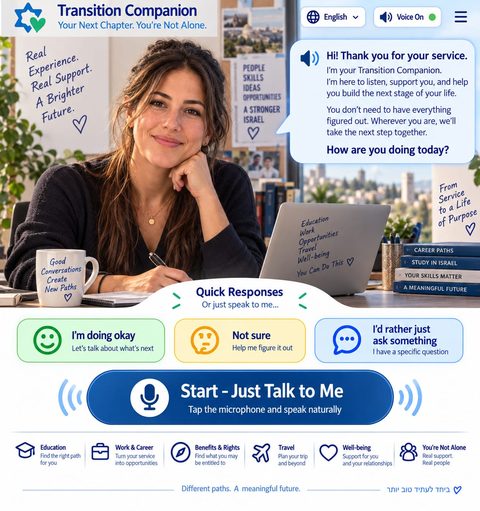 Transition Companion
Your Next Chapter. You're Not Alone.
English
Voice On
Real
Experience.
Real Support.
A Brighter
Future.
PEOPLE
SKILLS
IDEAS
OPPORTUNITIES
A STRONGER
ISRAEL
Hi! Thank you for your service.
I'm your Transition Companion.
I'm here to listen, support you, and help
you build the next stage of your life.
You don't need to have everything
figured out. Wherever you are, we'll
take the next step together.
How are you doing today?
From
Service
to a Life
of Purpose
Good
Conversations
Create
New Paths
Education
Work
Opportunities
Travel
Well-being
You Can Do This
CAREER PATHS
STUDY IN ISRAEL
YOUR SKILLS MATTER
A MEANINGFUL FUTURE
Quick Responses
Or just speak to me...
I'm doing okay
Let's talk about what's next
Not sure
Help me figure it out
I'd rather just
ask something
I have a specific question
Start - Just Talk to Me
Tap the microphone and speak naturally
Education
Find the right path
for you
Work & Career
Turn your service
into opportunities
Benefits & Rights
Find what you may
be entitled to
Travel
Plan your trip
and beyond
Well-being
Support for you
and your relationships
You're Not Alone
Real support.
Real people
Different paths. A meaningful future.
ביחד לעתיד טוב יותר